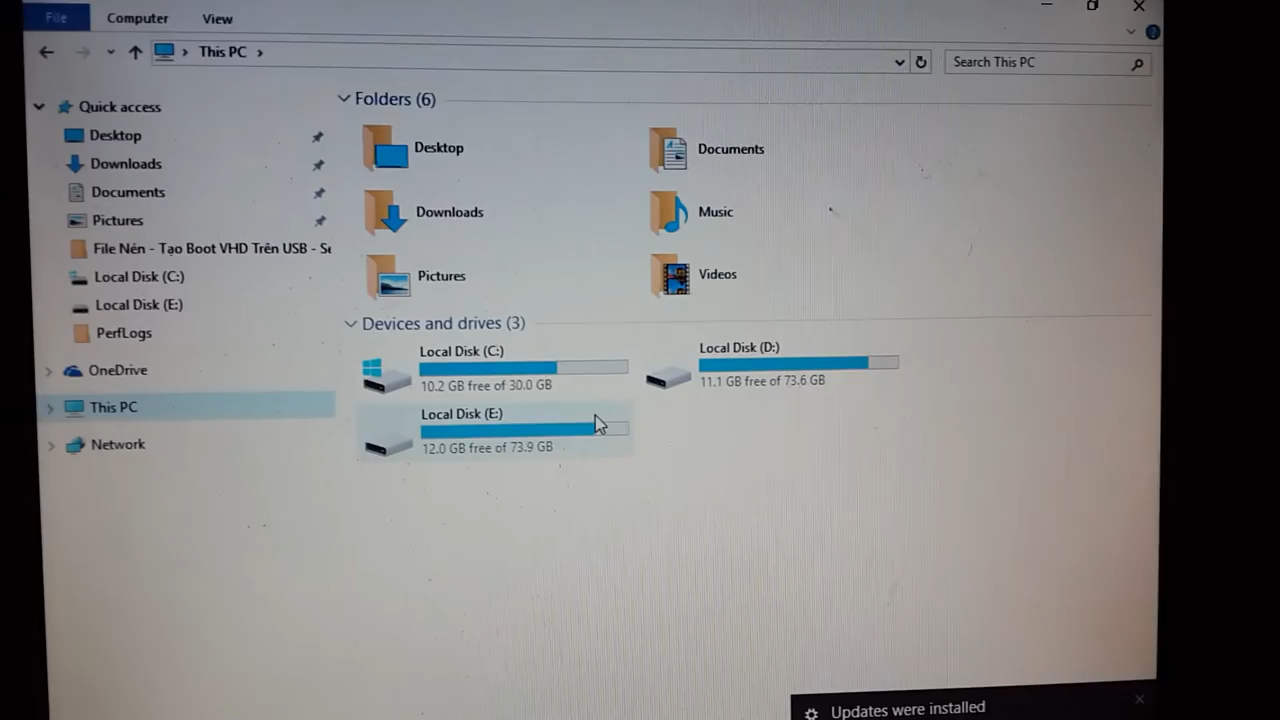 File
Computer
View
This PC
Search This PC
Quick access
Desktop
Downloads
Documents
Pictures
File Nén - Tạo Boot VHD Trên USB - Se
Local Disk (C:)
Local Disk (E:)
PerfLogs
OneDrive
This PC
Network
Folders (6)
Desktop
Documents
Downloads
Music
Pictures
Videos
Devices and drives (3)
Local Disk (C:)
10.2 GB free of 30.0 GB
Local Disk (D:)
11.1 GB free of 73.6 GB
Local Disk (E:)
12.0 GB free of 73.9 GB
Updates were installed